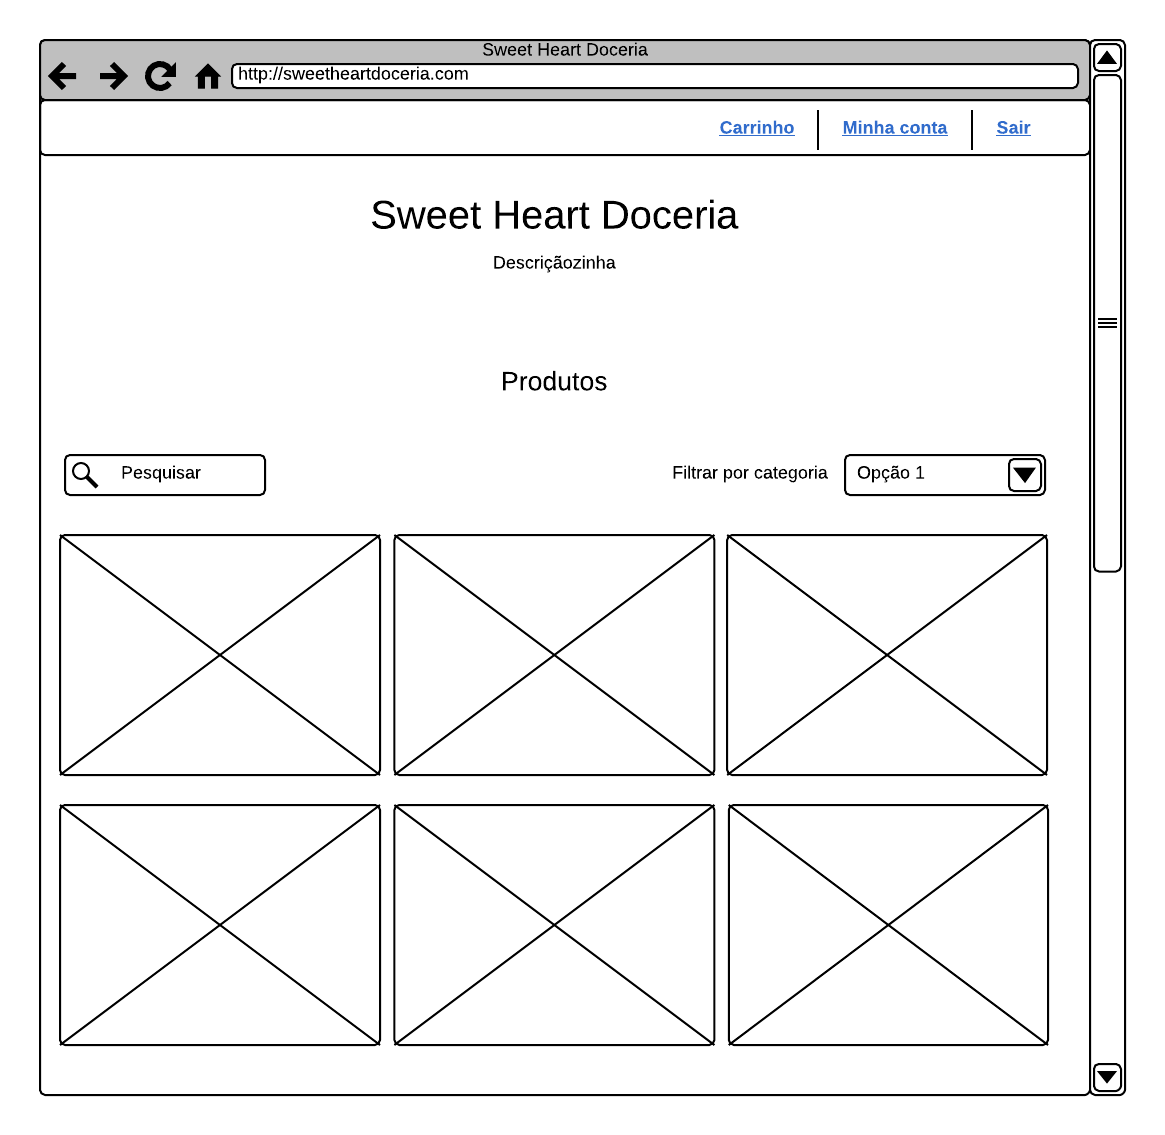 Sweet Heart Doceria
http://sweetheartdoceria.com
Carrinho
Minha conta
Sair
Sweet Heart Doceria
Descriçãozinha
Produtos
Pesquisar
Filtrar por categoria
Opção 1